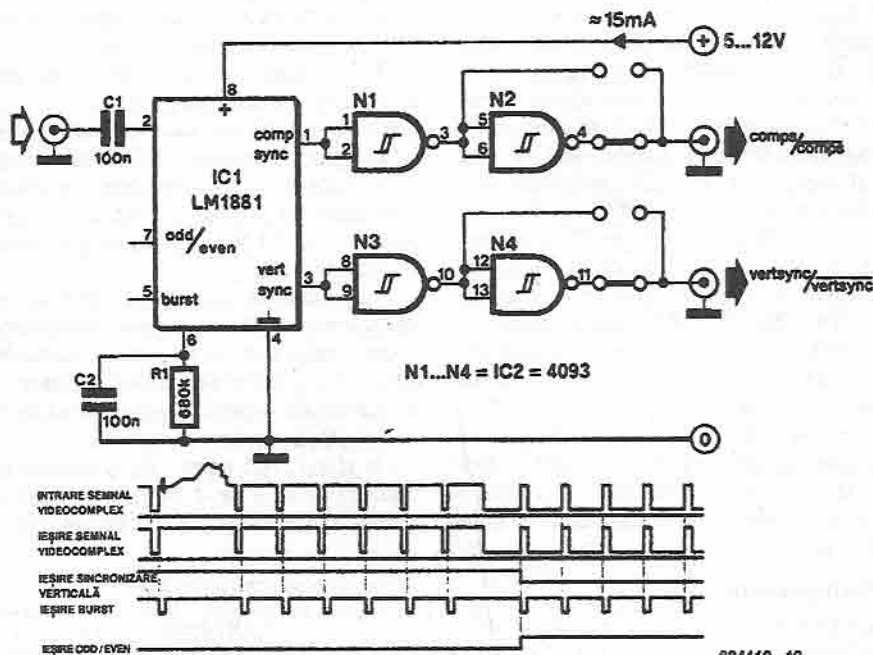 ≈15mA
5...12V
C1
100n
2
8
+
comp
sync
1
IC1
LM1881
7
odd/
even
vert
sync
3
5
burst
6
4
N1
1
2
3
N2
5
6
4
comps/comps
N3
8
9
10
N4
12
13
11
vertsync/vertsync
C2
100n
R1
680k
N1...N4 = IC2 = 4093
0
INTRARE SEMNAL
VIDEOCOMPLEX
IEȘIRE SEMNAL
VIDEOCOMPLEX
IEȘIRE SINCRONIZARE
VERTICALĂ
IEȘIRE BURST
IEȘIRE ODD / EVEN